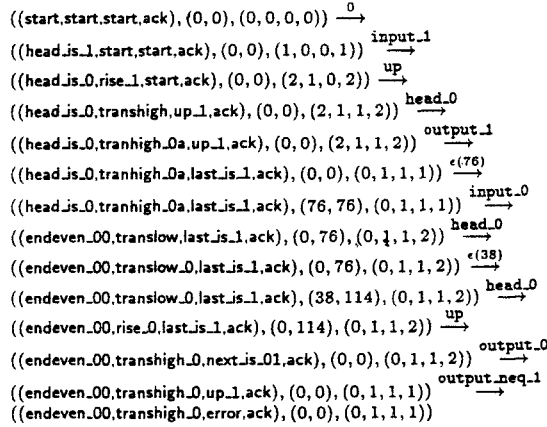 ((start,start,start,ack), (0,0), (0,0,0,0)) —0→
((head_is_1,start,start,ack), (0,0), (1,0,0,1)) —input_1→
((head_is_0,rise_1,start,ack), (0,0), (2,1,0,2)) —up→
((head_is_0,transhigh,up_1,ack), (0,0), (2,1,1,2)) —head_0→
((head_is_0,tranhigh_0a,up_1,ack), (0,0), (2,1,1,2)) —output_1→
((head_is_0,tranhigh_0a,last_is_1,ack), (0,0), (0,1,1,1)) —ϵ(76)→
((head_is_0,tranhigh_0a,last_is_1,ack), (76,76), (0,1,1,1)) —input_0→
((endeven_00,translow,last_is_1,ack), (0,76), (0,1,1,2)) —head_0→
((endeven_00,translow_0,last_is_1,ack), (0,76), (0,1,1,2)) —ϵ(38)→
((endeven_00,translow_0,last_is_1,ack), (38,114), (0,1,1,2)) —head_0→
((endeven_00,rise_0,last_is_1,ack), (0,114), (0,1,1,2)) —up→
((endeven_00,transhigh_0,next_is_01,ack), (0,0), (0,1,1,2)) —output_0→
((endeven_00,transhigh_0,up_1,ack), (0,0), (0,1,1,1)) —output_neq_1→
((endeven_00,transhigh_0,error,ack), (0,0), (0,1,1,1))